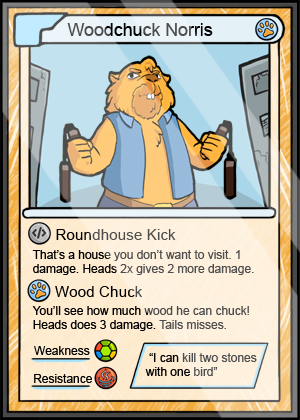 Woodchuck Norris
Roundhouse Kick
That's a house you don't want to visit. 1
damage. Heads 2x gives 2 more damage.
Wood Chuck
You'll see how much wood he can chuck!
Heads does 3 damage. Tails misses.
Weakness
Resistance
“I can kill two stones
with one bird”